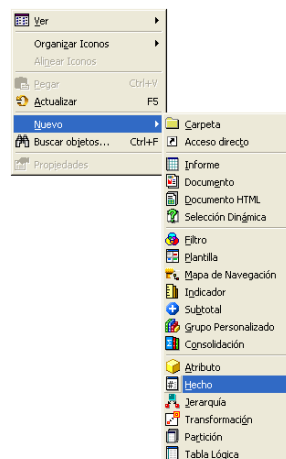 Ver
Organizar Iconos
Alinear Iconos
Pegar Ctrl+V
Actualizar F5
Nuevo
Buscar objetos... Ctrl+F
Propiedades
Carpeta
Acceso directo
Informe
Documento
Documento HTML
Selección Dinámica
Filtro
Plantilla
Mapa de Navegación
Indicador
Subtotal
Grupo Personalizado
Consolidación
Atributo
Hecho
Jerarquía
Transformación
Partición
Tabla Lógica